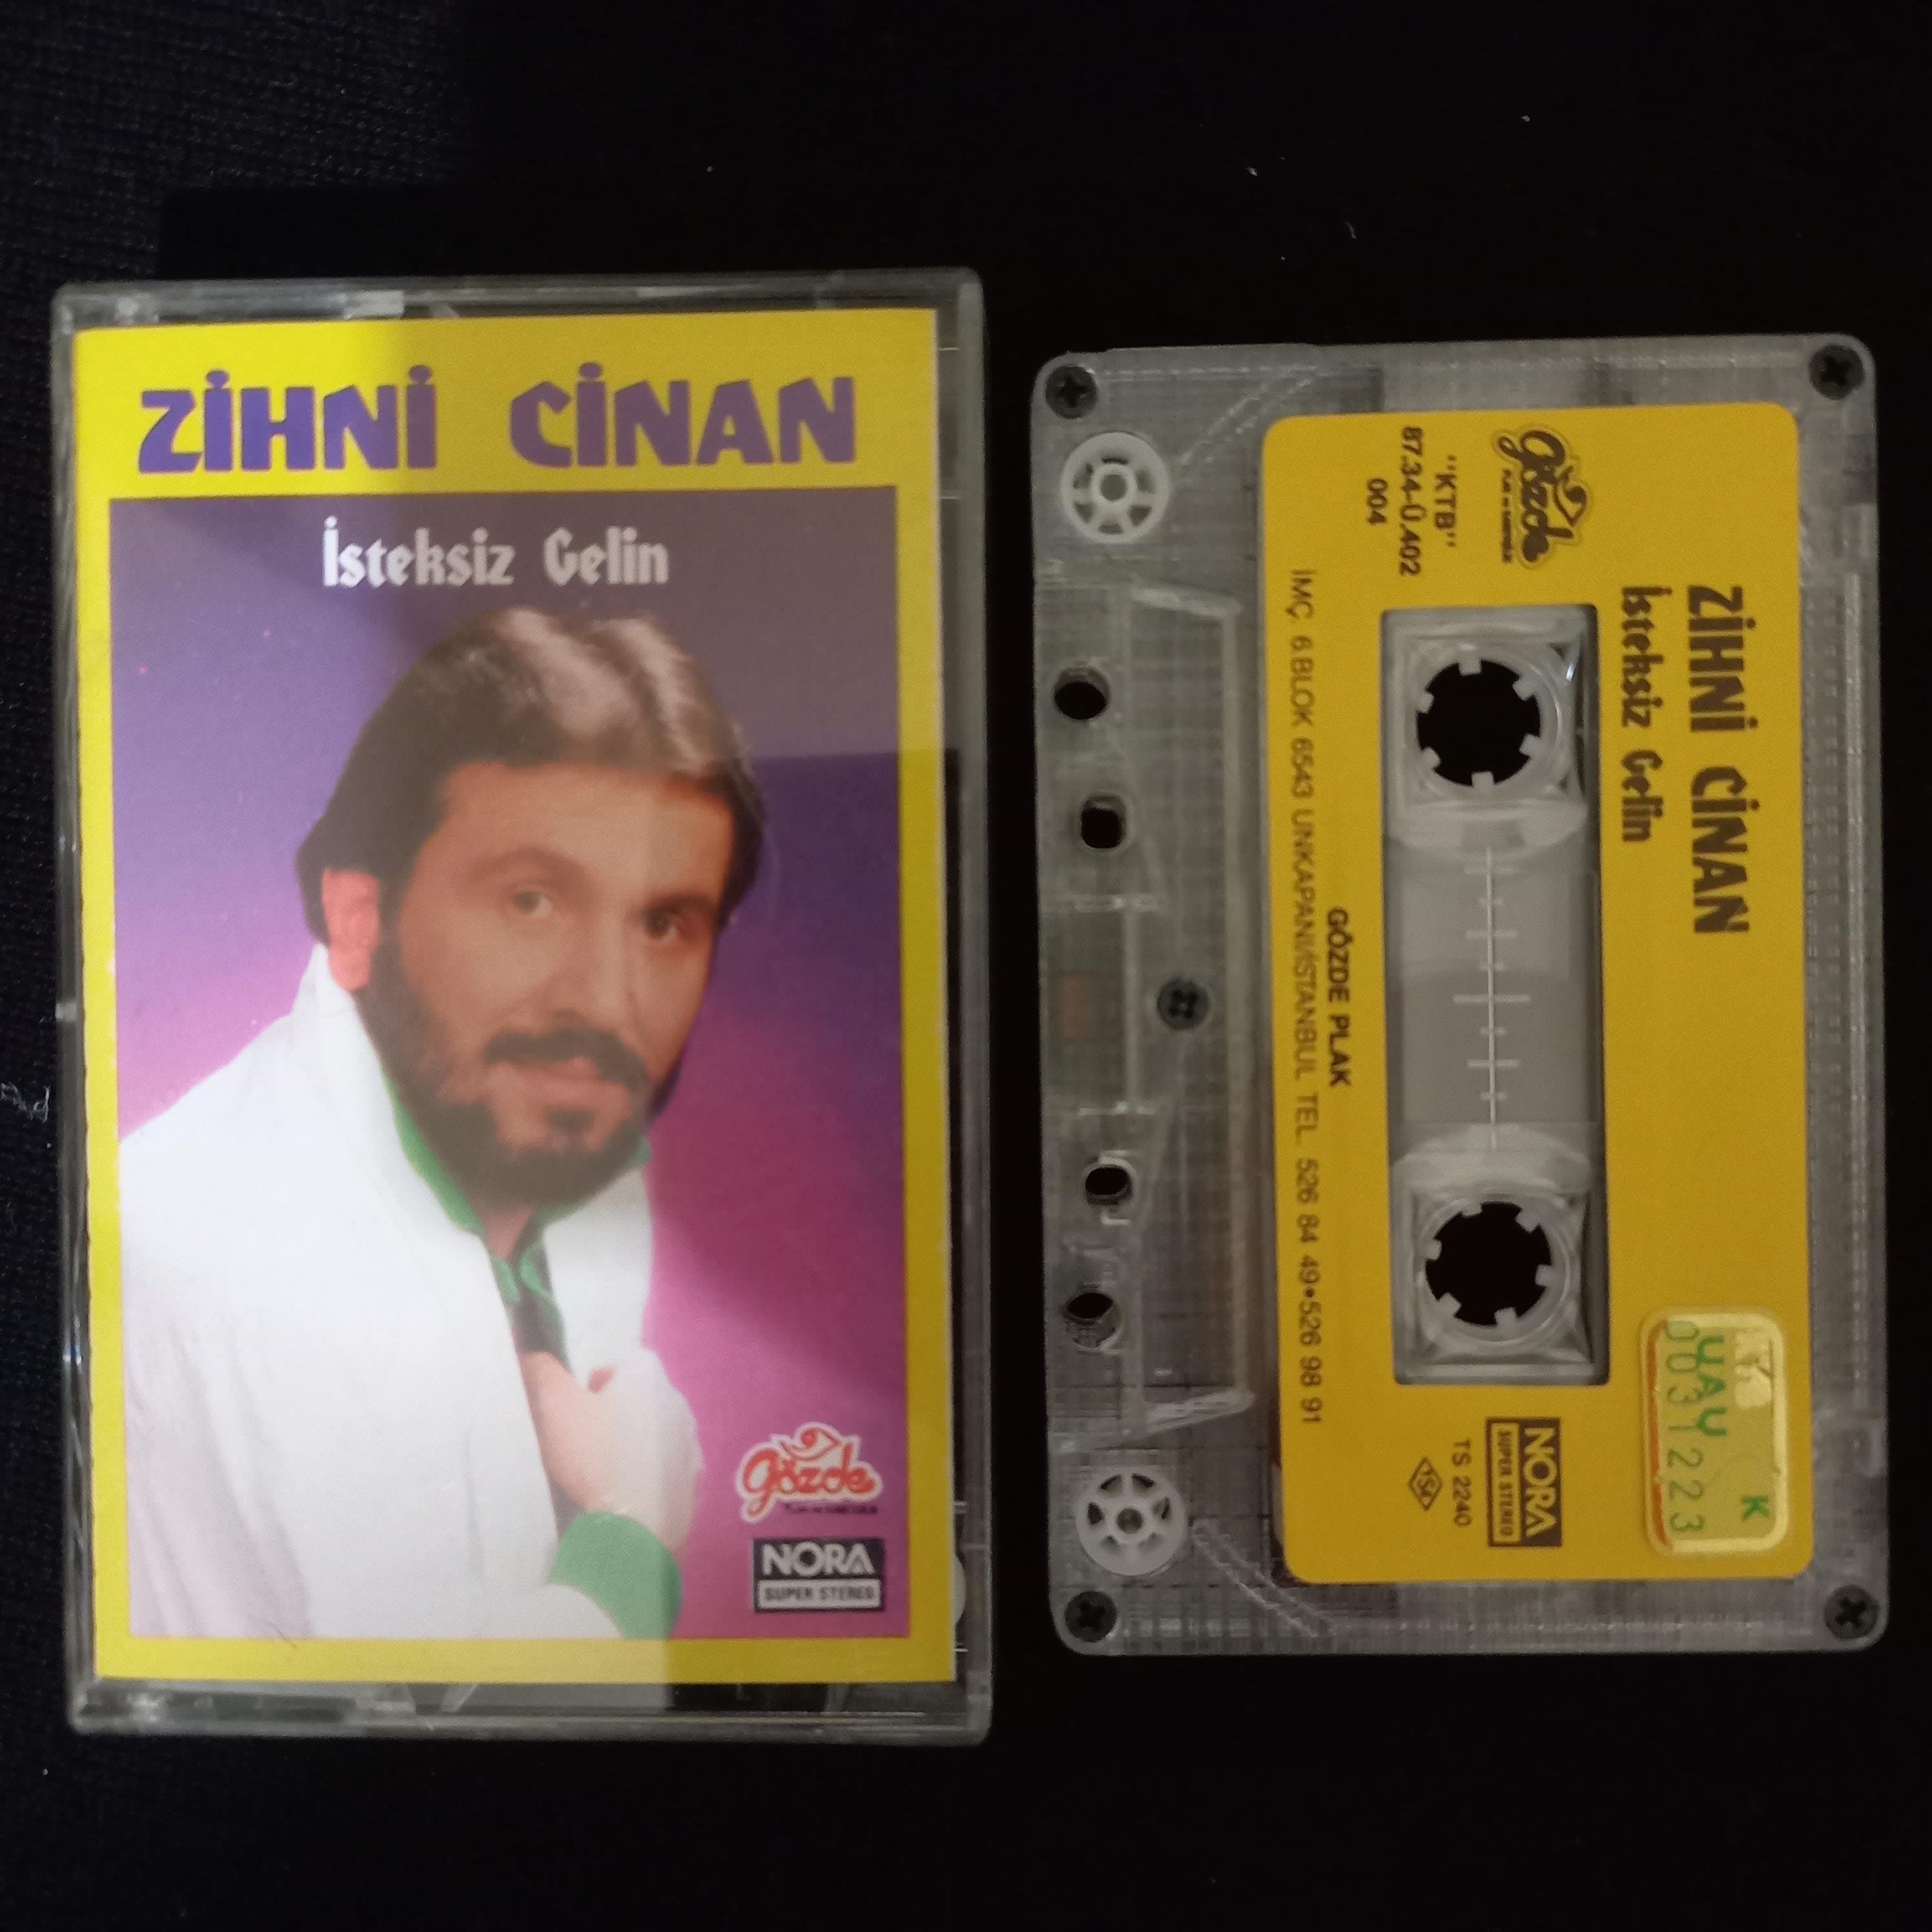 ZİHNİ CİNAN
İsteksiz Gelin
gözde
NORA
SUPER STEREO
ZİHNİ CİNAN
İsteksiz Gelin
gözde
"KTB"
87.34-Ü.402
004
GÖZDE PLAK
İMÇ. 6.BLOK 6543 UNKAPANI/İSTANBUL TEL. 526 84 49•526 98 91
NORA
SUPER STEREO
TS 2240
TSE
K
UAY
0031223